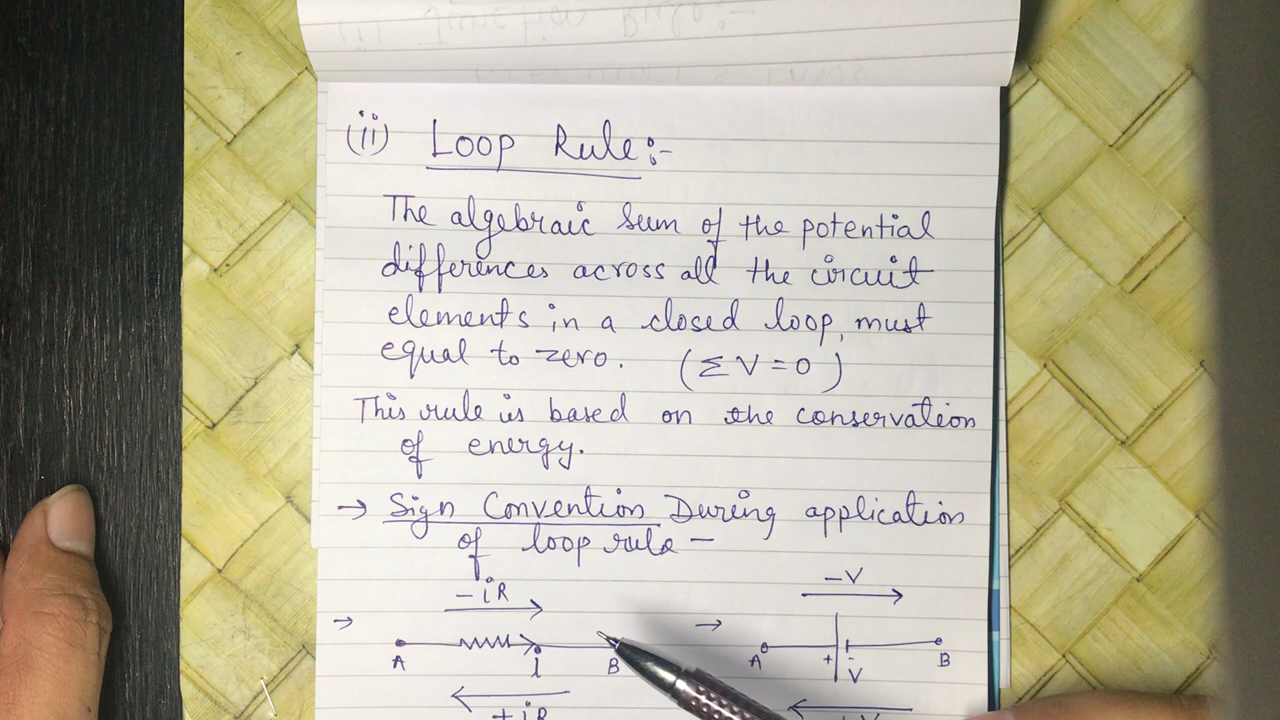 (ii) Loop Rule:-
The algebraic sum of the potential
differences across all the circuit
elements in a closed loop, must
equal to zero. (Σ V = 0)
This rule is based on the conservation
of energy.
→ Sign Convention During application
of loop rule -
- iR
-V
→ A i B
→ A + - B
V
+ iR
+V